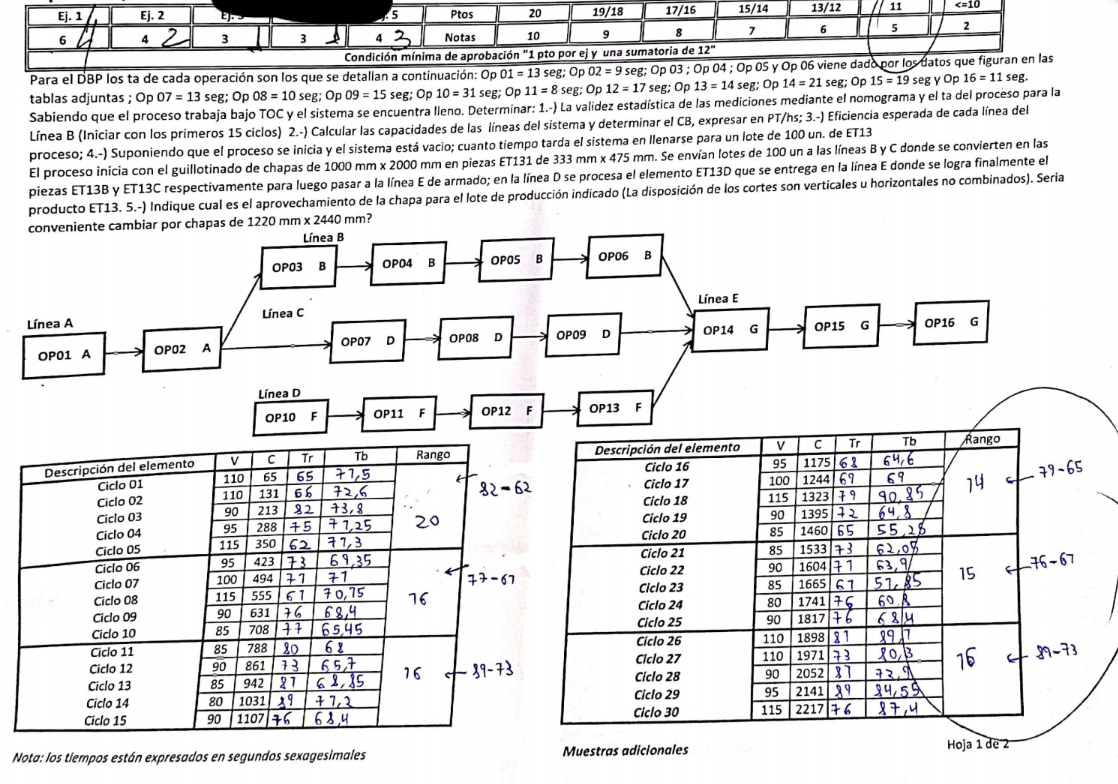 Ej. 1 Ej. 2 Ej. 3 5 Ptos 20 19/18 17/16 15/14 13/12 11 <=10
6 4 4 2 3 1 3 1 4 3 Notas 10 9 8 7 6 5 2
Condición mínima de aprobación "1 pto por ej y una sumatoria de 12"
Para el DBP los ta de cada operación son los que se detallan a continuación: Op 01 = 13 seg; Op 02 = 9 seg; Op 03 ; Op 04 ; Op 05 y Op 06 viene dado por los datos que figuran en las
tablas adjuntas ; Op 07 = 13 seg; Op 08 = 10 seg; Op 09 = 15 seg; Op 10 = 31 seg; Op 11 = 8 seg; Op 12 = 17 seg; Op 13 = 14 seg; Op 14 = 21 seg; Op 15 = 19 seg y Op 16 = 11 seg.
Sabiendo que el proceso trabaja bajo TOC y el sistema se encuentra lleno. Determinar: 1.-) La validez estadística de las mediciones mediante el nomograma y el ta del proceso para la
Línea B (Iniciar con los primeros 15 ciclos) 2.-) Calcular las capacidades de las líneas del sistema y determinar el CB, expresar en PT/hs; 3.-) Eficiencia esperada de cada línea del
proceso; 4.-) Suponiendo que el proceso se inicia y el sistema está vacio; cuanto tiempo tarda el sistema en llenarse para un lote de 100 un. de ET13
El proceso inicia con el guillotinado de chapas de 1000 mm x 2000 mm en piezas ET131 de 333 mm x 475 mm. Se envían lotes de 100 un a las líneas B y C donde se convierten en las
piezas ET13B y ET13C respectivamente para luego pasar a la línea E de armado; en la línea D se procesa el elemento ET13D que se entrega en la línea E donde se logra finalmente el
producto ET13. 5.-) Indique cual es el aprovechamiento de la chapa para el lote de producción indicado (La disposición de los cortes son verticales u horizontales no combinados). Seria
conveniente cambiar por chapas de 1220 mm x 2440 mm?
Línea B
OP03 B OP04 B OP05 B OP06 B
Línea C
Línea E
Línea A
OP01 A OP02 A OP07 D OP08 D OP09 D OP14 G OP15 G OP16 G
Línea D
OP10 F OP11 F OP12 F OP13 F
Descripción del elemento V C Tr Tb Rango
Ciclo 01 110 65 65 71,5
Ciclo 02 110 131 66 72,6
Ciclo 03 90 213 82 73,8
Ciclo 04 95 288 75 71,25
Ciclo 05 115 350 62 71,3
20 82-62
Ciclo 06 95 423 73 69,35
Ciclo 07 100 494 71 71
Ciclo 08 115 555 61 70,15
Ciclo 09 90 631 76 68,4
Ciclo 10 85 708 77 65,45
16 77-61
Ciclo 11 85 788 80 68
Ciclo 12 90 861 73 65,7
Ciclo 13 85 942 81 68,85
Ciclo 14 80 1031 89 71,2
Ciclo 15 90 1107 76 68,4
16 89-73
Nota: los tiempos están expresados en segundos sexagesimales
Descripción del elemento V C Tr Tb Rango
Ciclo 16 95 1175 68 64,6
Ciclo 17 100 1244 69 69
Ciclo 18 115 1323 79 90,85
Ciclo 19 90 1395 72 64,8
Ciclo 20 85 1460 65 55,25
14 79-65
Ciclo 21 85 1533 73 62,05
Ciclo 22 90 1604 71 63,9
Ciclo 23 85 1665 61 51,85
Ciclo 24 80 1741 76 60,8
Ciclo 25 90 1817 76 68,4
15 76-61
Ciclo 26 110 1898 81 89,1
Ciclo 27 110 1971 73 80,3
Ciclo 28 90 2052 81 72,9
Ciclo 29 95 2141 89 84,55
Ciclo 30 115 2217 76 87,4
16 89-73
Muestras adicionales
Hoja 1 de 2